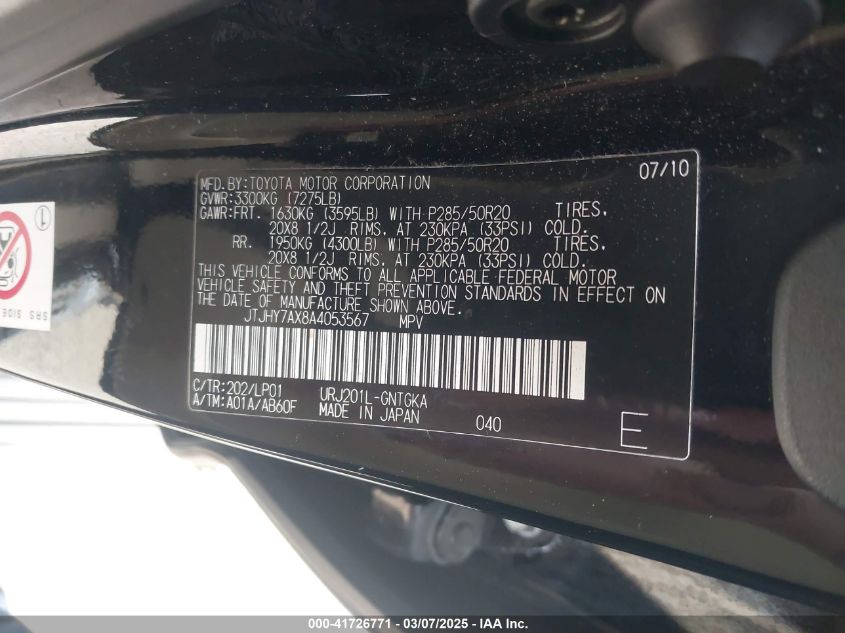 07/10
MFD. BY:TOYOTA MOTOR CORPORATION
GVWR:3300KG (7275LB)
GAWR:FRT. 1630KG (3595LB) WITH P285/50R20 TIRES,
20X8 1/2J RIMS, AT 230KPA (33PSI) COLD.
RR. 1950KG (4300LB) WITH P285/50R20 TIRES,
20X8 1/2J RIMS, AT 230KPA (33PSI) COLD.
THIS VEHICLE CONFORMS TO ALL APPLICABLE FEDERAL MOTOR
VEHICLE SAFETY AND THEFT PREVENTION STANDARDS IN EFFECT ON
THE DATE OF MANUFACTURE SHOWN ABOVE.
JTJHY7AX8A4053567 MPV
C/TR:202/LP01 URJ201L-GNTGKA
A/TM:A01A/AB60F MADE IN JAPAN 040
E
1
SRS SIDE
000-41726771 — 03/07/2025 — IAA Inc.